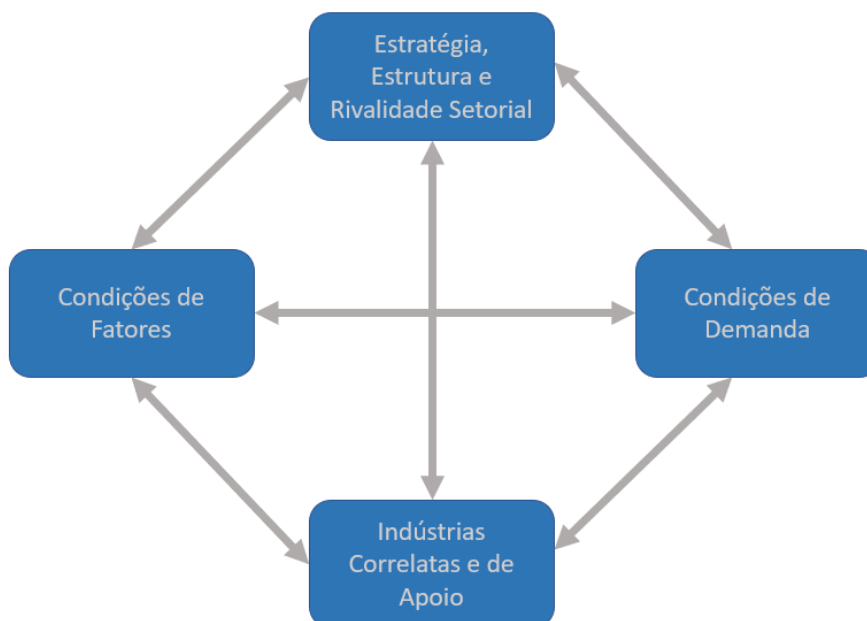 Estratégia,
Estrutura e
Rivalidade Setorial
Condições de
Fatores
Condições de
Demanda
Indústrias
Correlatas e de
Apoio